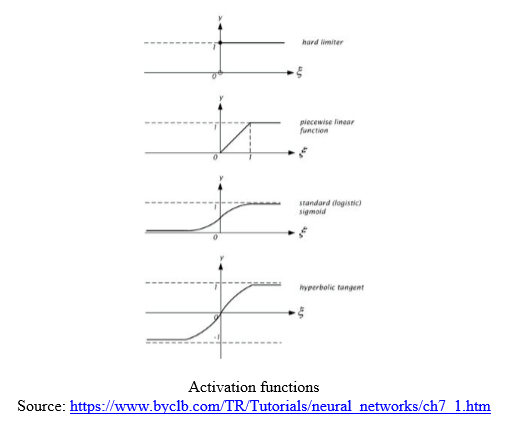 y
1
hard limiter
0
ξ
y
1
piecewise linear
function
0
1
ξ
y
1
standard (logistic)
sigmoid
0
ξ
y
1
hyperbolic tangent
0
ξ
-1
Activation functions
Source: https://www.byclb.com/TR/Tutorials/neural_networks/ch7_1.htm